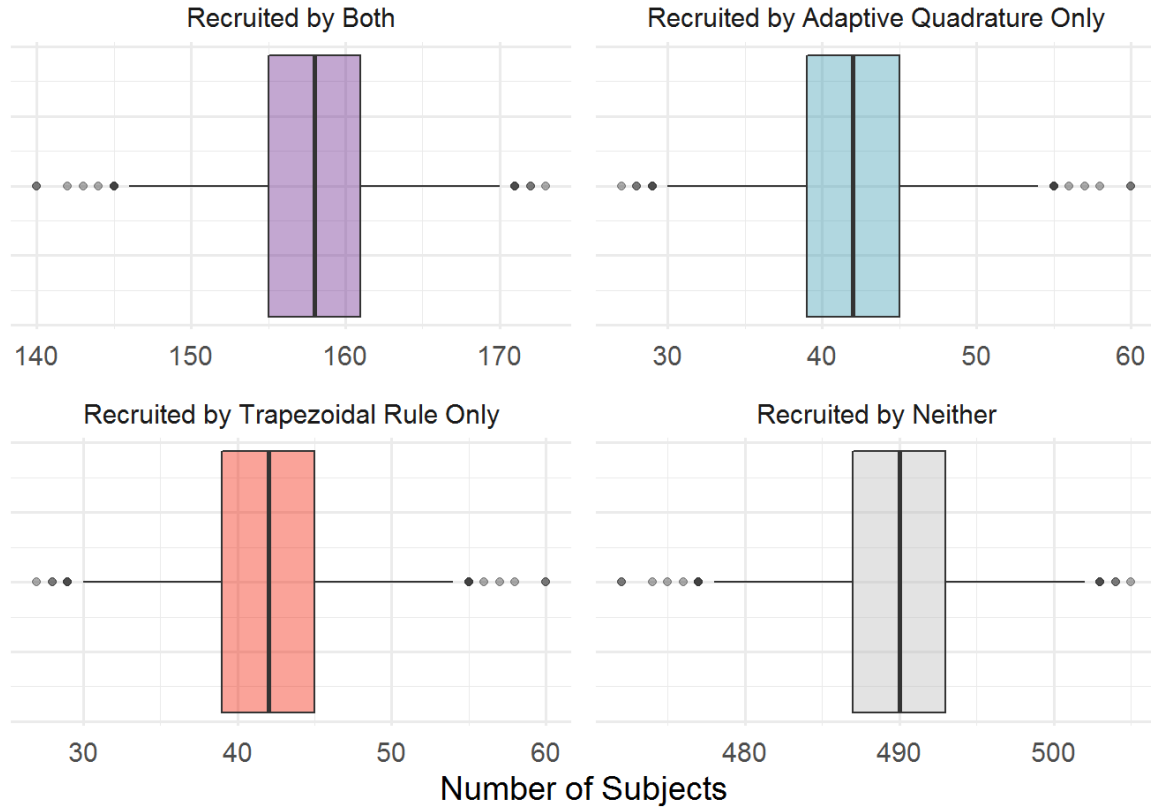 Recruited by Both
Recruited by Adaptive Quadrature Only
140 150 160 170
30 40 50 60
Recruited by Trapezoidal Rule Only
Recruited by Neither
30 40 50 60
480 490 500
Number of Subjects